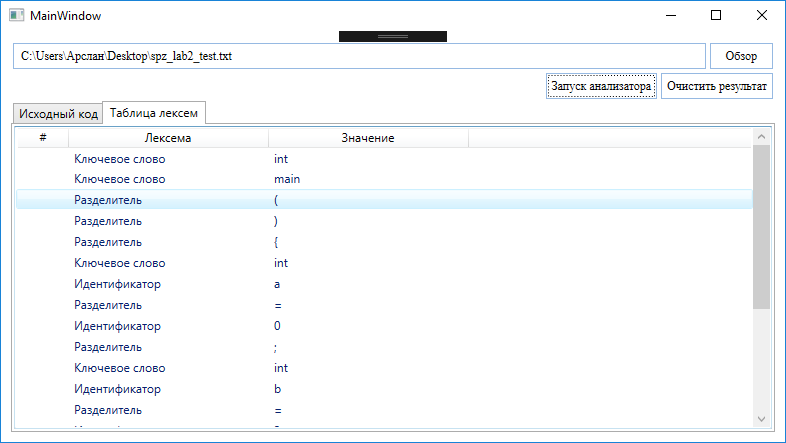 MainWindow
C:\Users\Арслан\Desktop\spz_lab2_test.txt Обзор
Запуск анализатора Очистить результат
Исходный код Таблица лексем
# Лексема Значение
Ключевое слово int
Ключевое слово main
Разделитель (
Разделитель )
Разделитель {
Ключевое слово int
Идентификатор a
Разделитель =
Идентификатор 0
Разделитель ;
Ключевое слово int
Идентификатор b
Разделитель =